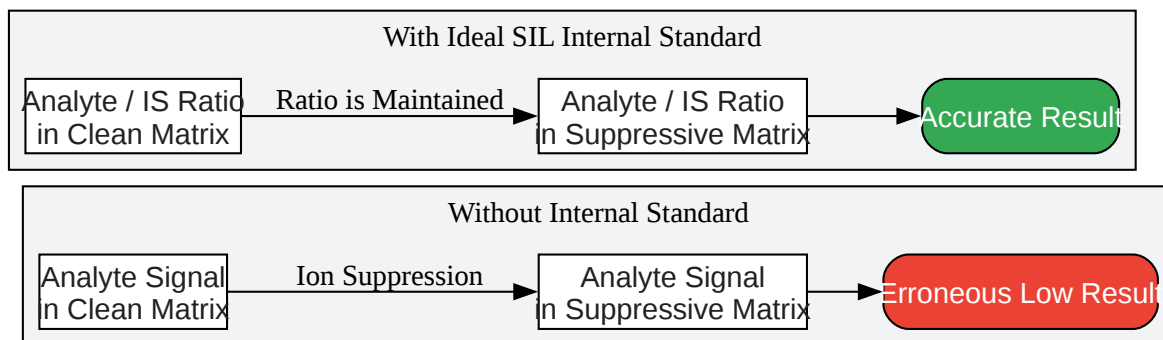 With Ideal SIL Internal Standard
Analyte / IS Ratio
in Clean Matrix
Ratio is Maintained
Analyte / IS Ratio
in Suppressive Matrix
Accurate Result
Without Internal Standard
Analyte Signal
in Clean Matrix
Ion Suppression
Analyte Signal
in Suppressive Matrix
Erroneous Low Result